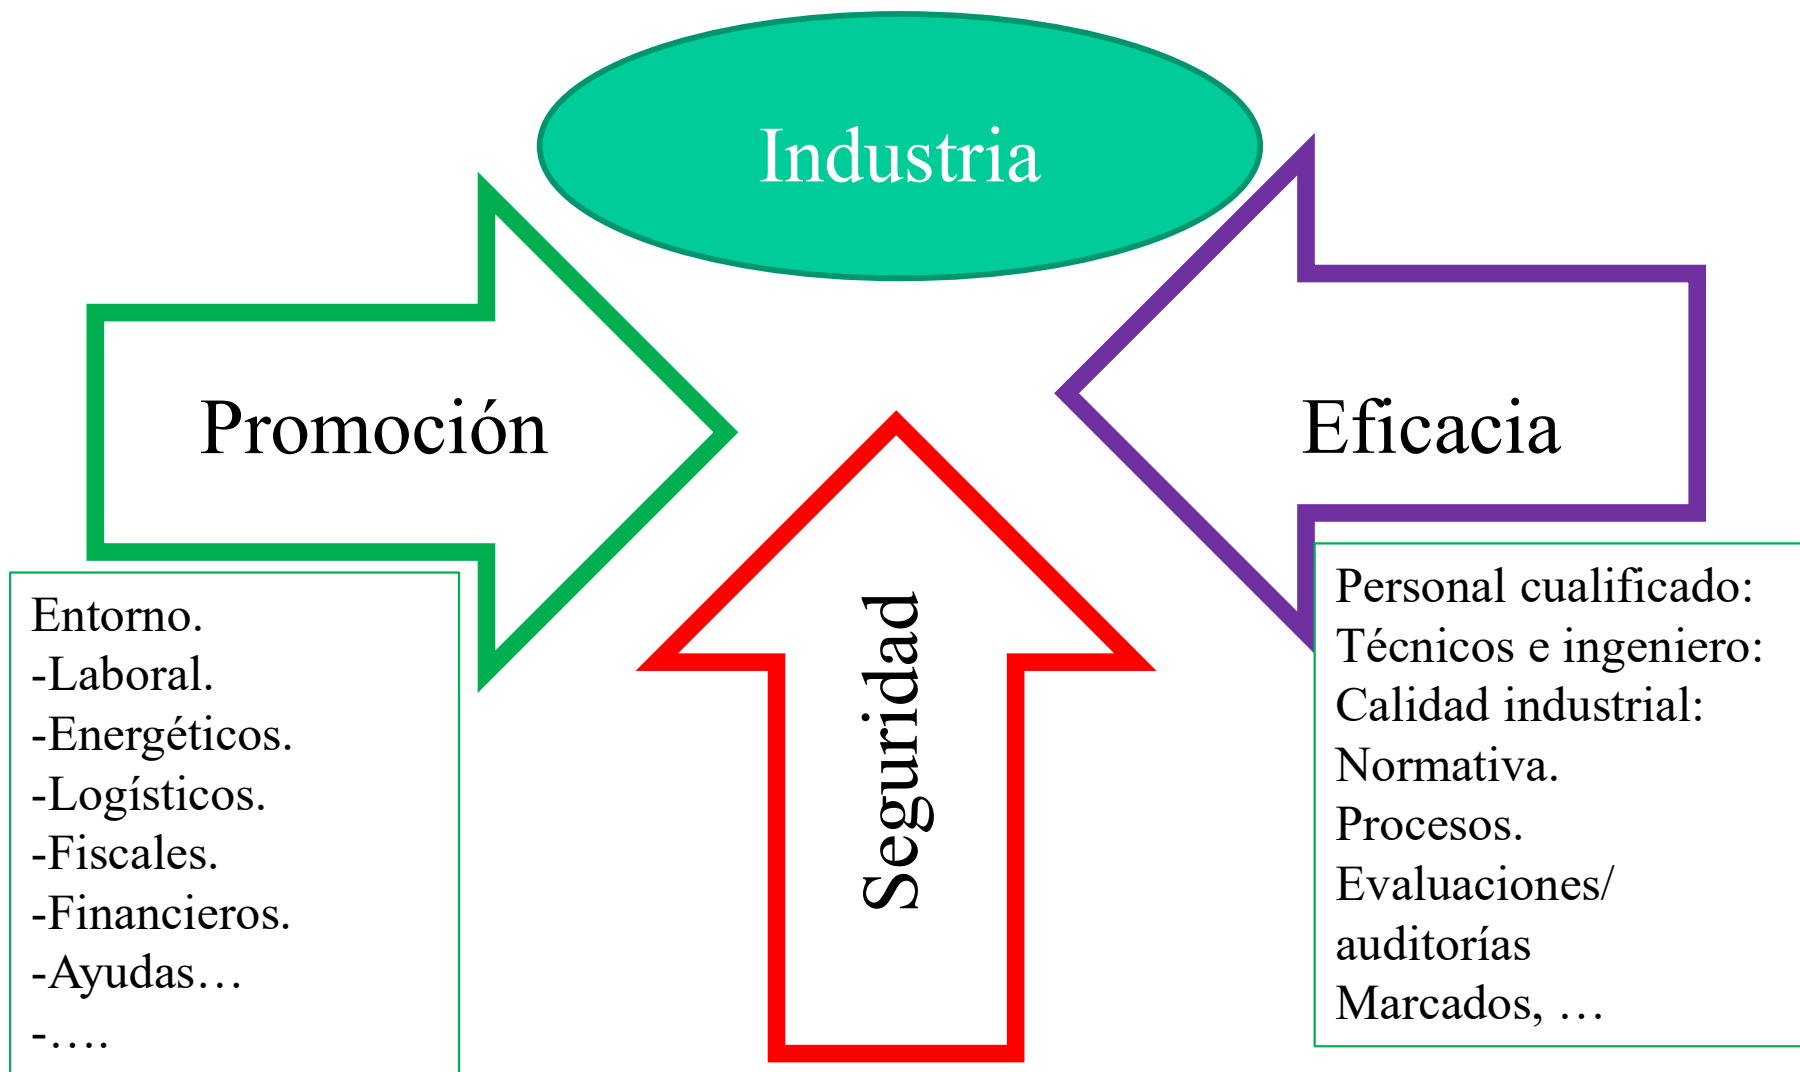 Industria
Promoción
Eficacia
Seguridad
Entorno.
-Laboral.
-Energéticos.
-Logísticos.
-Fiscales.
-Financieros.
-Ayudas…
-….
Personal cualificado:
Técnicos e ingeniero:
Calidad industrial:
Normativa.
Procesos.
Evaluaciones/
auditorías
Marcados, …